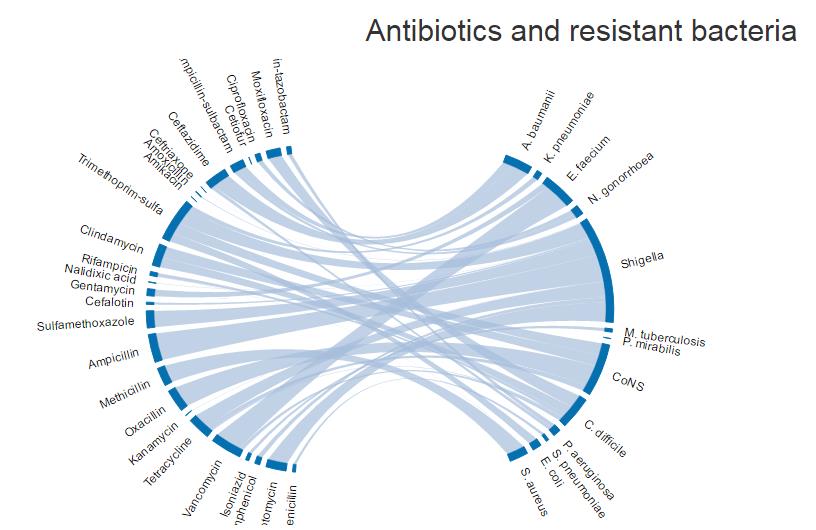 Antibiotics and resistant bacteria
in-tazobactam
Moxifloxacin
Ciprofloxacin
Cetiofur
mpicillin-sulbactam
Ceftazidime
Ceftriaxone
Amoxicillin
Amikacin
Trimethoprim-sulfa
Clindamycin
Rifampicin
Nalidixic acid
Gentamycin
Cefalotin
Sulfamethoxazole
Ampicillin
Methicillin
Oxacillin
Kanamycin
Tetracycline
Vancomycin
Isoniazid
mphenicol
tomycin
enicillin
A. baumanii
K. pneumoniae
E. faecium
N. gonorrhoea
Shigella
M. tuberculosis
P. mirabilis
CoNS
C. difficile
P. aeruginosa
S. pneumoniae
E. coli
S. aureus